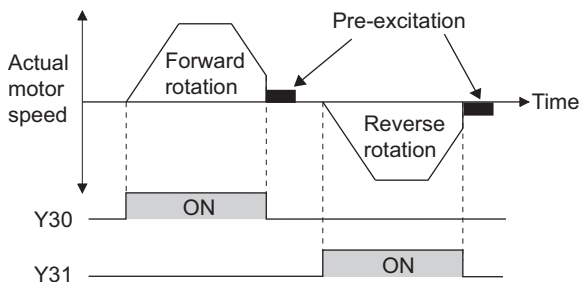 Pre-excitation
Actual
motor
speed
Forward
rotation
Time
Reverse
rotation
Y30
ON
Y31
ON